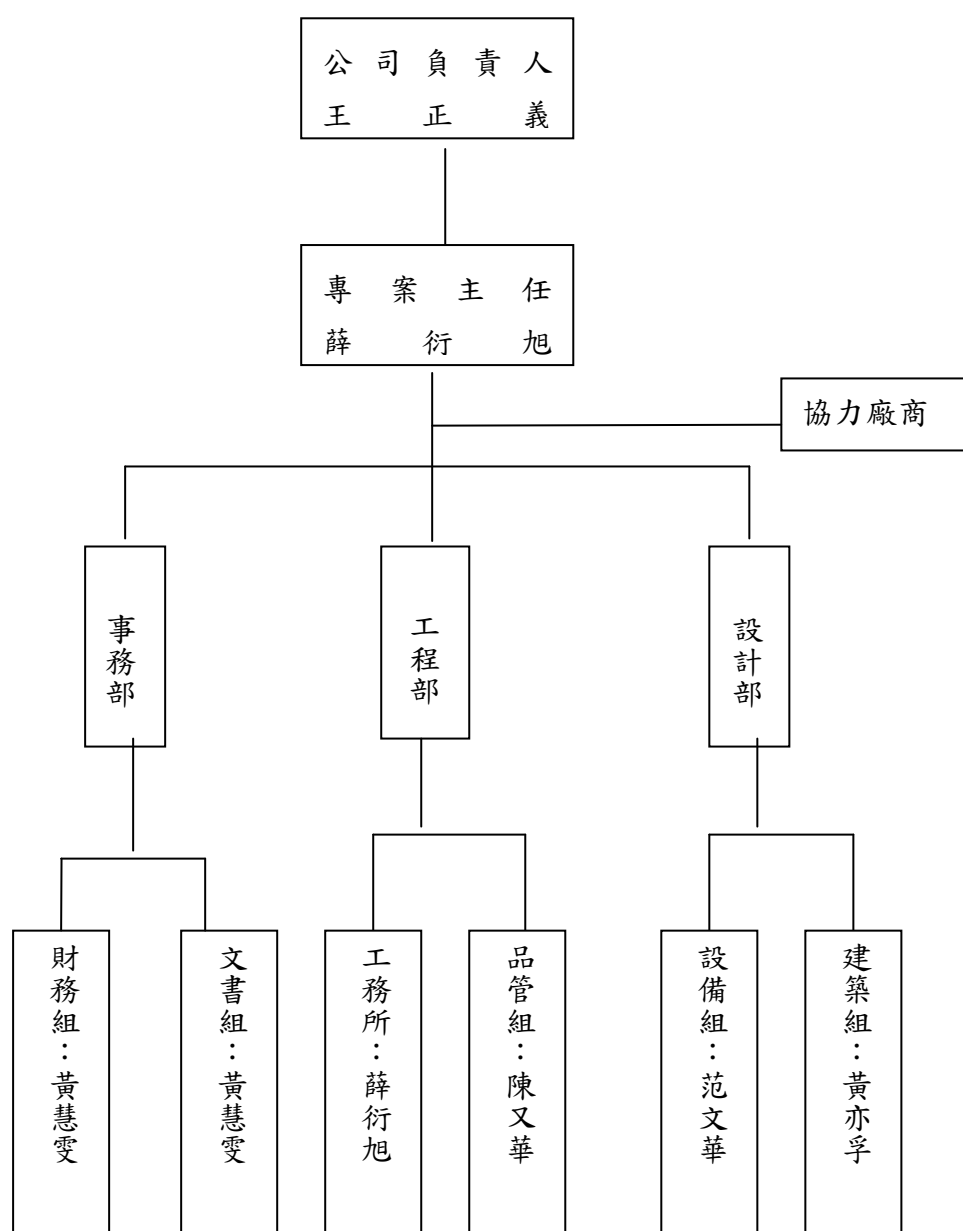 公司負責人
王正義
專案主任
薛衍旭
協力廠商
事務部
工程部
設計部
財務組：黃慧雯
文書組：黃慧雯
工務所：薛衍旭
品管組：陳又華
設備組：范文華
建築組：黃亦孚